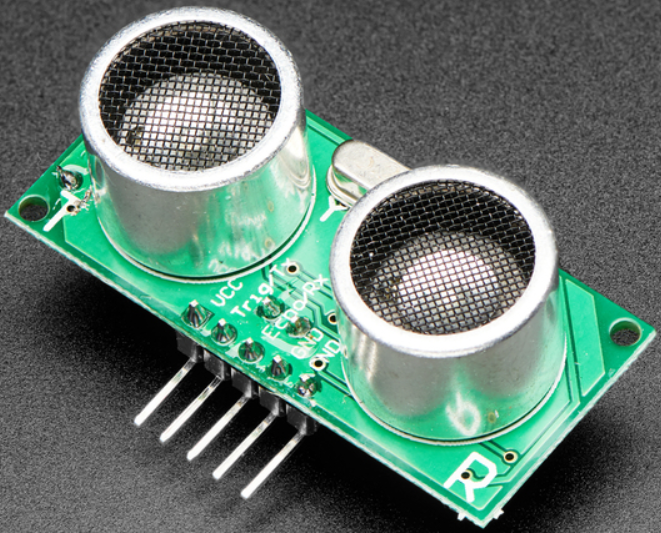 T
VCC
Trig/Tx
Echo/Rx
GND
GND
R